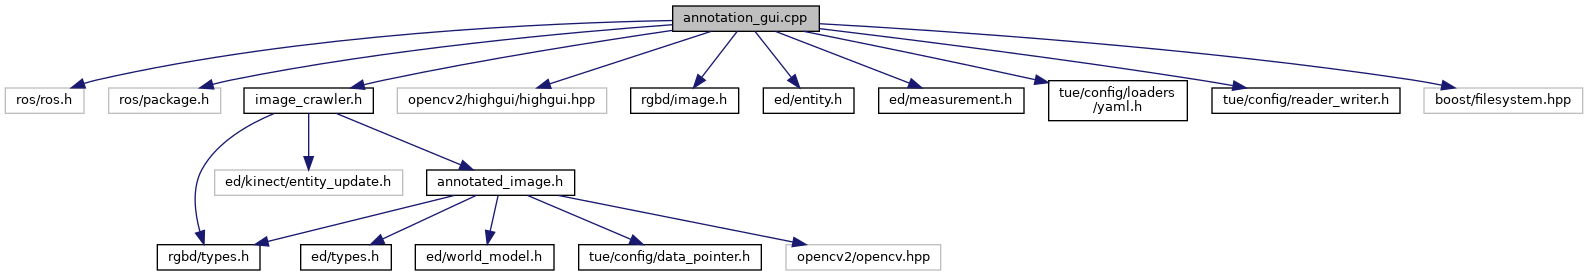 annotation_gui.cpp
ros/ros.h
ros/package.h
image_crawler.h
opencv2/highgui/highgui.hpp
rgbd/image.h
ed/entity.h
ed/measurement.h
tue/config/loaders
/yaml.h
tue/config/reader_writer.h
boost/filesystem.hpp
ed/kinect/entity_update.h
annotated_image.h
rgbd/types.h
ed/types.h
ed/world_model.h
tue/config/data_pointer.h
opencv2/opencv.hpp